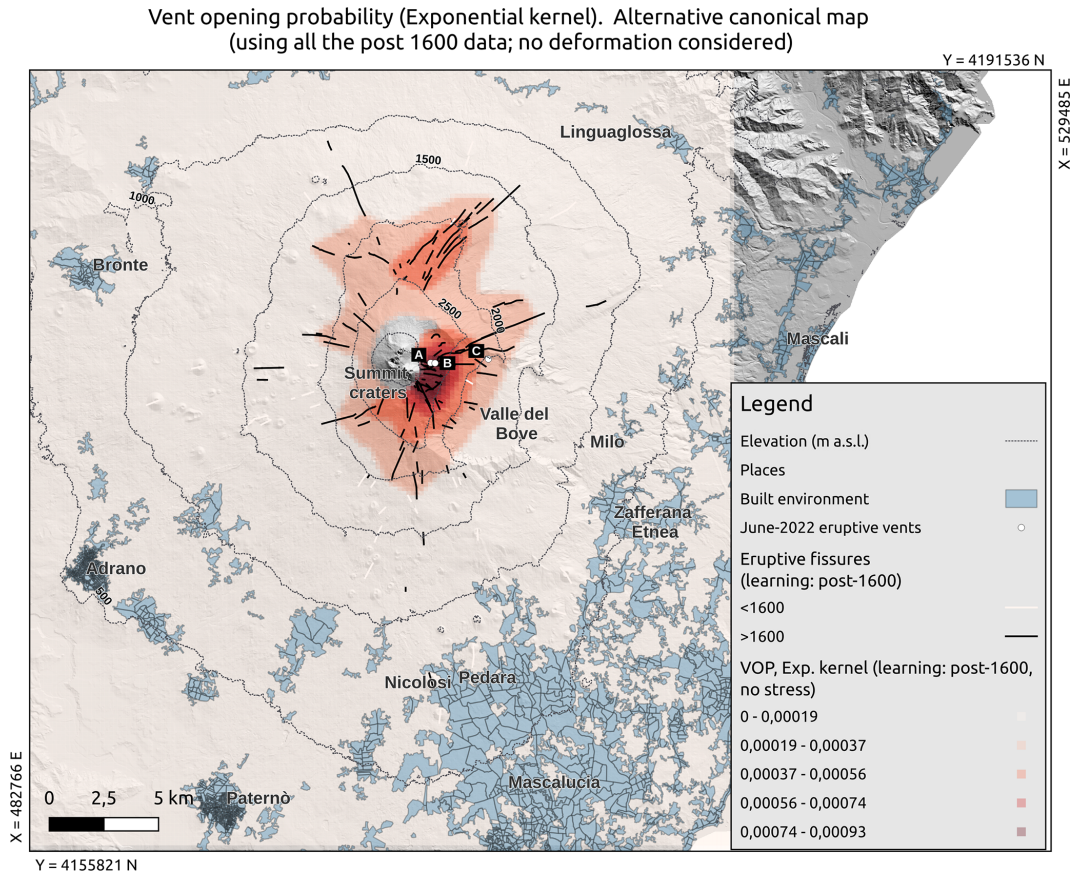 Vent opening probability (Exponential kernel).  Alternative canonical map
(using all the post 1600 data; no deformation considered)
Y = 4191536 N
X = 529485 E
Linguaglossa
1500
1000
Bronte
2500
2000
Mascali
A
B
C
Summit
craters
Valle del
Bove
Milo
Zafferana
Etnea
Adrano
500
Nicolosi
Pedara
Mascalucia
Paternò
0 2,5 5 km
X = 482766 E
Y = 4155821 N
Legend
Elevation (m a.s.l.)
Places
Built environment
June-2022 eruptive vents
Eruptive fissures
(learning: post-1600)
<1600
>1600
VOP, Exp. kernel (learning: post-1600,
no stress)
0 - 0,00019
0,00019 - 0,00037
0,00037 - 0,00056
0,00056 - 0,00074
0,00074 - 0,00093